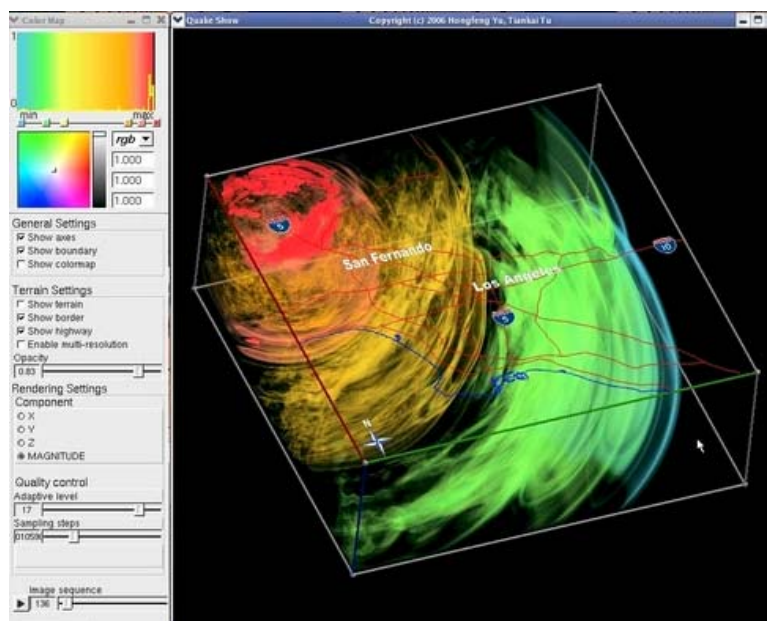 Color Map
1
0
min max
rgb
1.000
1.000
1.000
General Settings
Show axes
Show boundary
Show colormap
Terrain Settings
Show terrain
Show border
Show highway
Enable multi-resolution
Opacity
0.83
Rendering Settings
Component
X
Y
Z
MAGNITUDE
Quality control
Adaptive level
17
Sampling steps
Image sequence
136
Quake Show Copyright (c) 2006 Hongfeng Yu, Tiankai Tu
5
San Fernando
10
Los Angeles
5
N